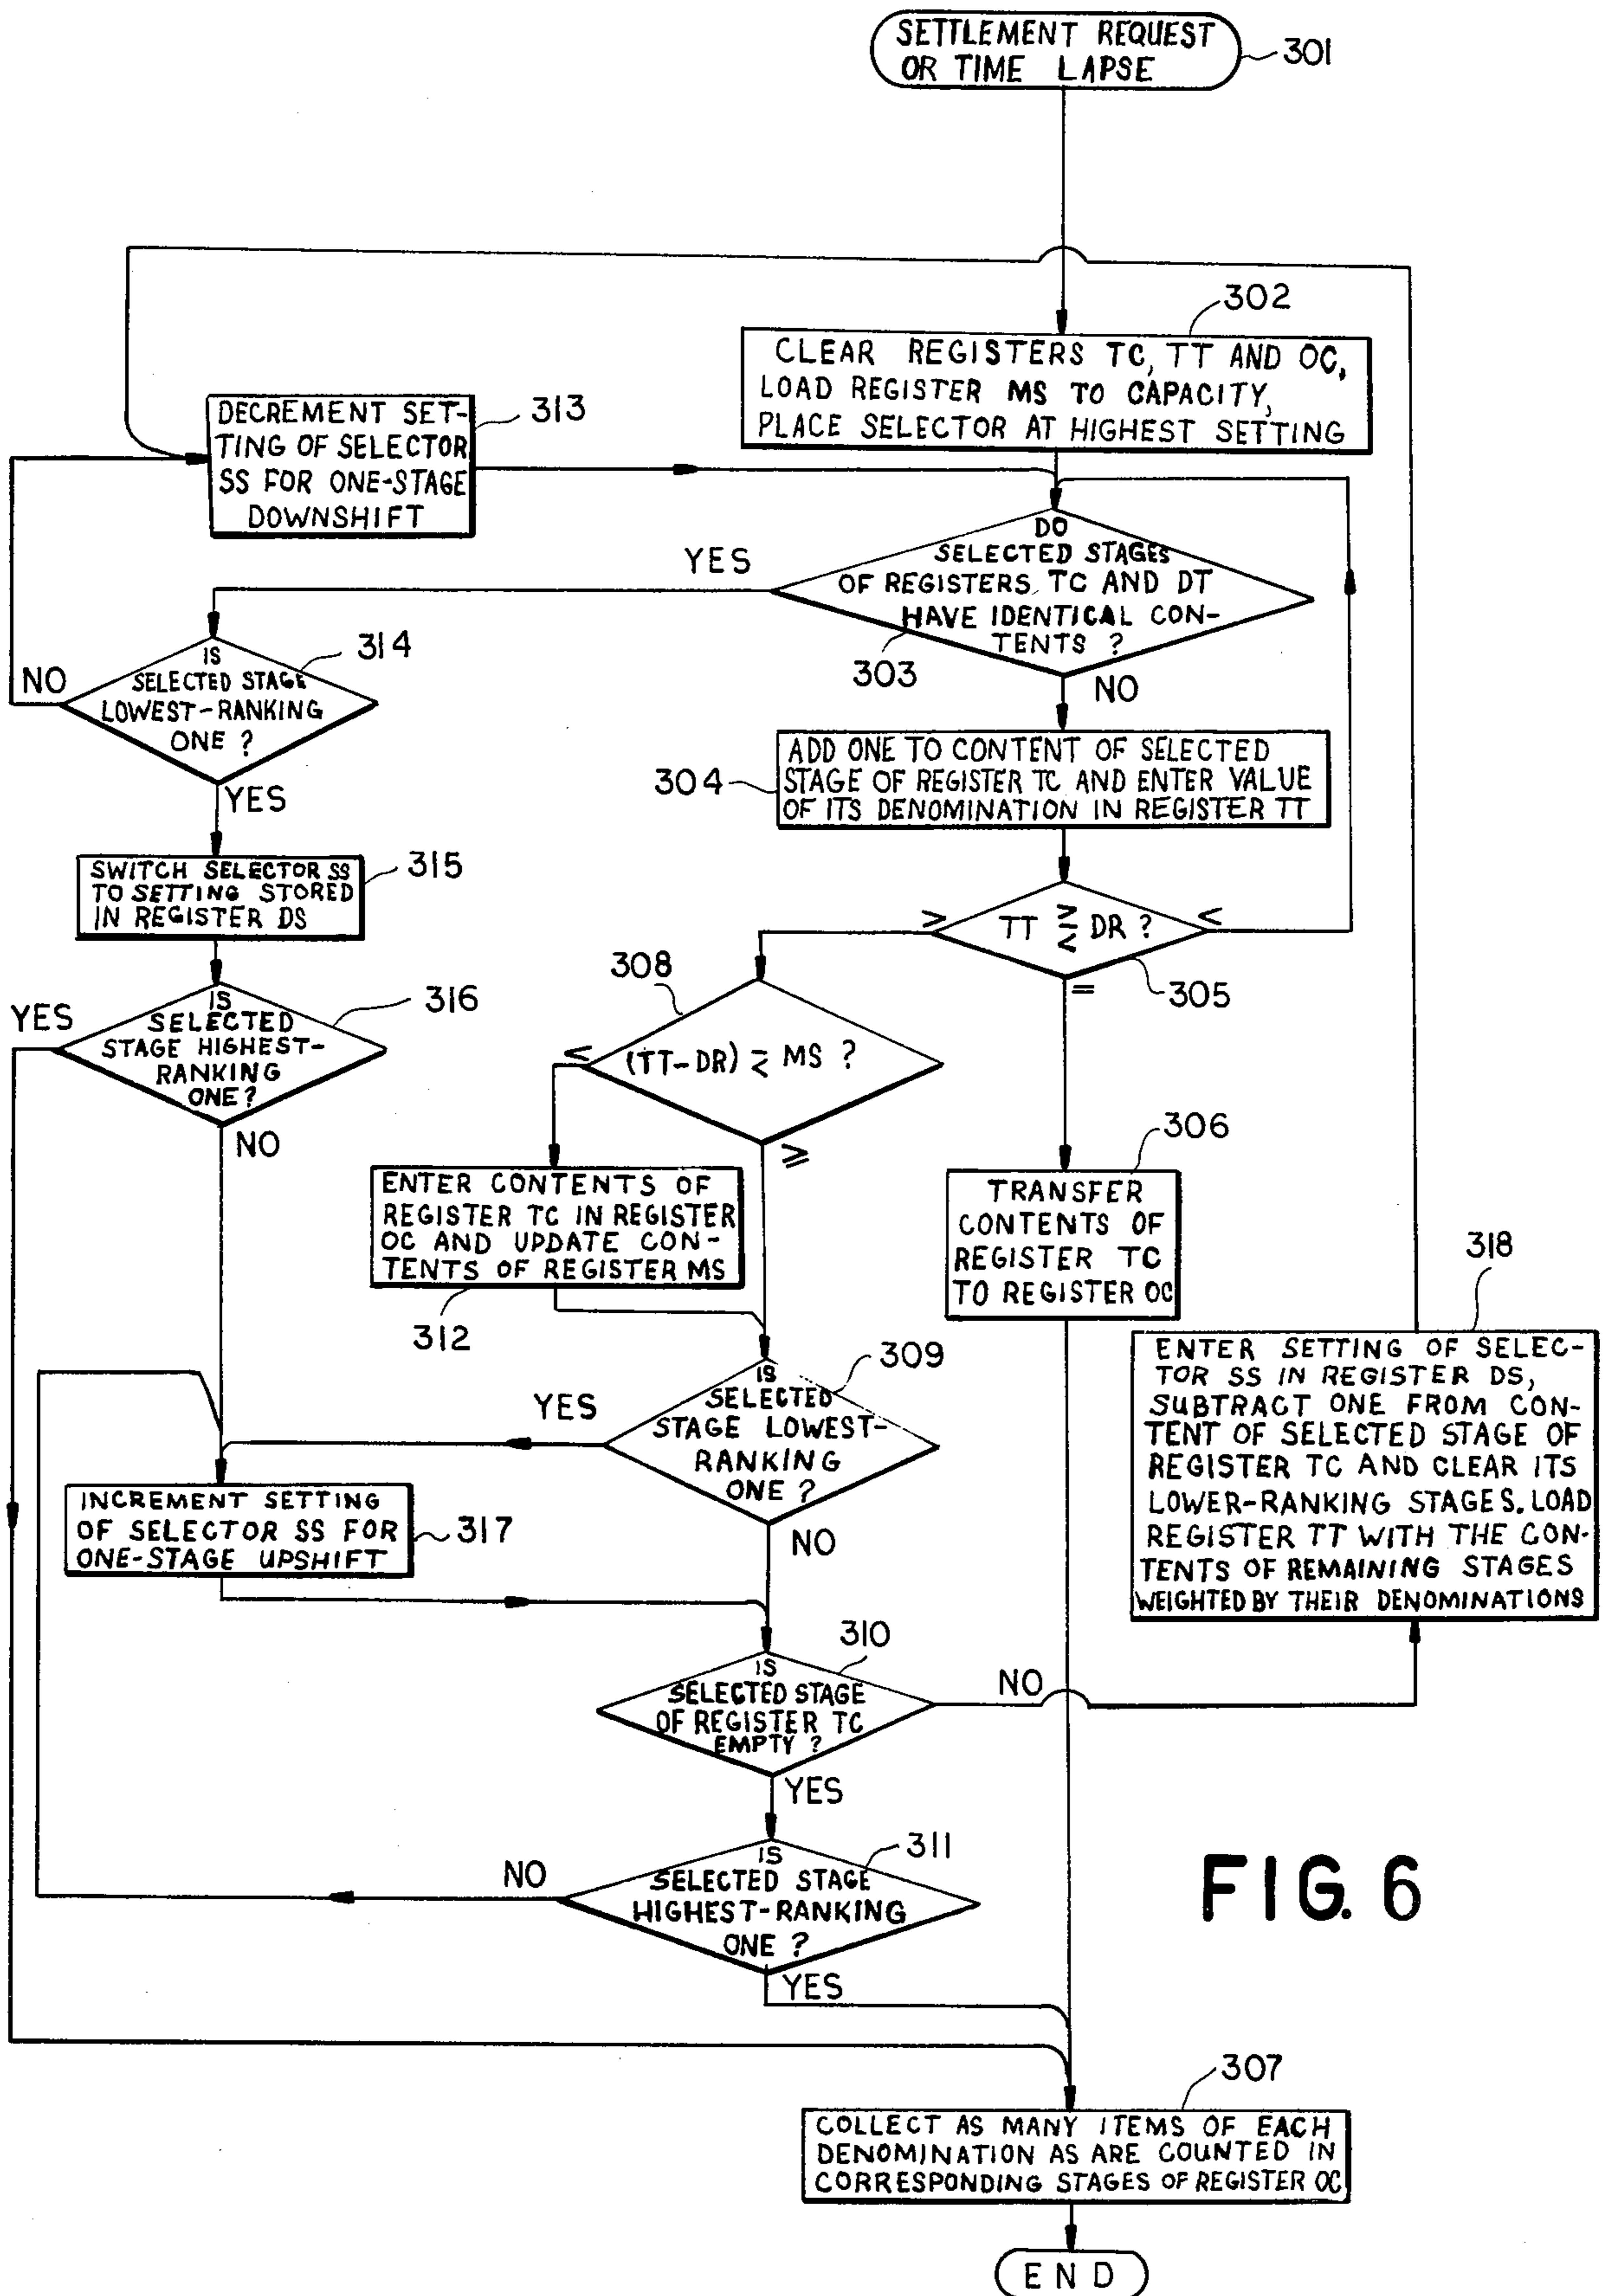 SETTLEMENT REQUEST
OR TIME LAPSE
301
302
CLEAR REGISTERS TC, TT AND OC,
LOAD REGISTER MS TO CAPACITY,
PLACE SELECTOR AT HIGHEST SETTING
DECREMENT SET-
TING OF SELECTOR
SS FOR ONE-STAGE
DOWNSHIFT
313
DO
SELECTED STAGES
OF REGISTERS, TC AND DT
HAVE IDENTICAL CON-
TENTS ?
303
YES
NO
IS
SELECTED STAGE
LOWEST-RANKING
ONE ?
314
NO
YES
304
ADD ONE TO CONTENT OF SELECTED
STAGE OF REGISTER TC AND ENTER VALUE
OF ITS DENOMINATION IN REGISTER TT
SWITCH SELECTOR SS
TO SETTING STORED
IN REGISTER DS
315
> TT ⋛ DR ? <
=
305
308
(TT-DR) ⋛ MS ?
<
≥
IS
SELECTED
STAGE HIGHEST-
RANKING
ONE?
316
YES
NO
306
TRANSFER
CONTENTS OF
REGISTER TC
TO REGISTER OC
ENTER CONTENTS OF
REGISTER TC IN REGISTER
OC AND UPDATE CON-
TENTS OF REGISTER MS
312
318
ENTER SETTING OF SELEC-
TOR SS IN REGISTER DS,
SUBTRACT ONE FROM CON-
TENT OF SELECTED STAGE OF
REGISTER TC AND CLEAR ITS
LOWER-RANKING STAGES. LOAD
REGISTER TT WITH THE CON-
TENTS OF REMAINING STAGES
WEIGHTED BY THEIR DENOMINATIONS
309
IS
SELECTED
STAGE LOWEST-
RANKING
ONE ?
YES
NO
INCREMENT SETTING
OF SELECTOR SS FOR
ONE-STAGE UPSHIFT
317
310
IS
SELECTED STAGE
OF REGISTER TC
EMPTY ?
NO
YES
311
IS
SELECTED STAGE
HIGHEST-RANKING
ONE ?
NO
YES
FIG. 6
307
COLLECT AS MANY ITEMS OF EACH
DENOMINATION AS ARE COUNTED IN
CORRESPONDING STAGES OF REGISTER OC
END